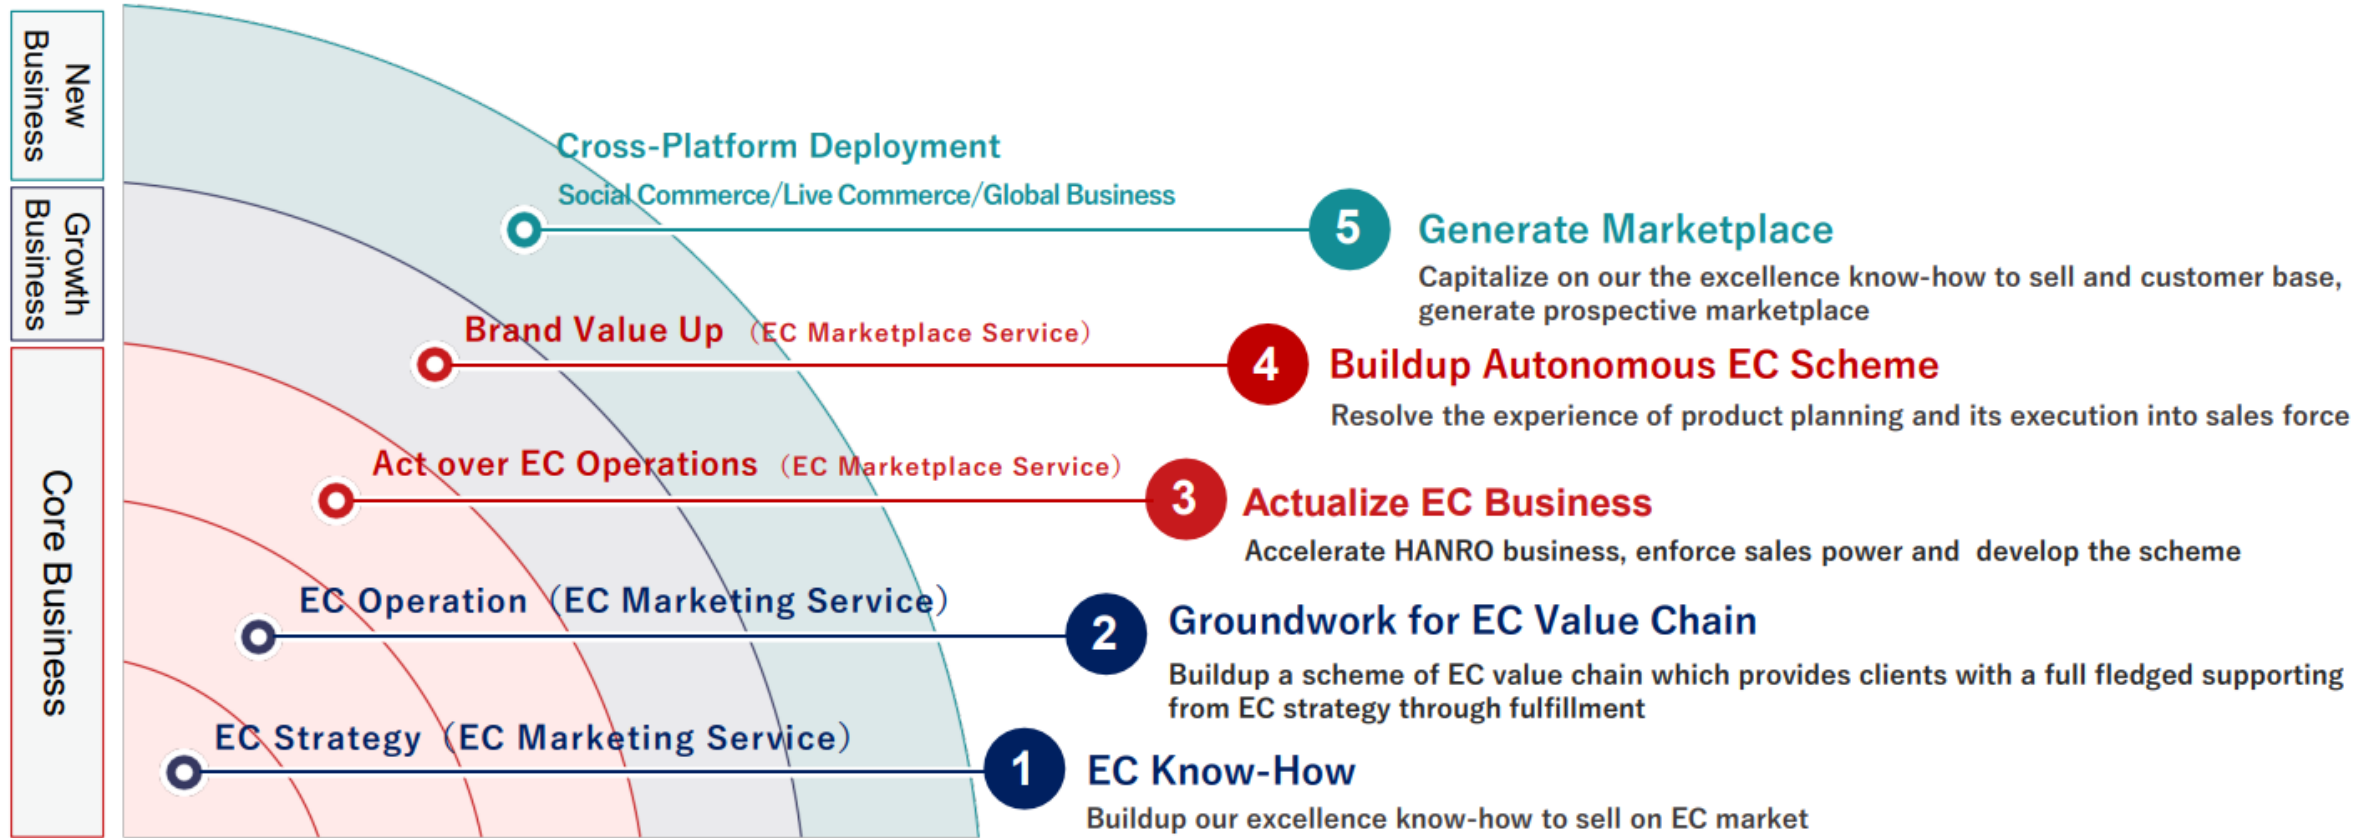 New
Business
Growth
Business
Core Business
Cross-Platform Deployment
Social Commerce/Live Commerce/Global Business
5
Generate Marketplace
Capitalize on our the excellence know-how to sell and customer base,
generate prospective marketplace
Brand Value Up （EC Marketplace Service）
4
Buildup Autonomous EC Scheme
Resolve the experience of product planning and its execution into sales force
Act over EC Operations （EC Marketplace Service）
3
Actualize EC Business
Accelerate HANRO business, enforce sales power and develop the scheme
EC Operation（EC Marketing Service）
2
Groundwork for EC Value Chain
Buildup a scheme of EC value chain which provides clients with a full fledged supporting
from EC strategy through fulfillment
EC Strategy（EC Marketing Service）
1
EC Know-How
Buildup our excellence know-how to sell on EC market